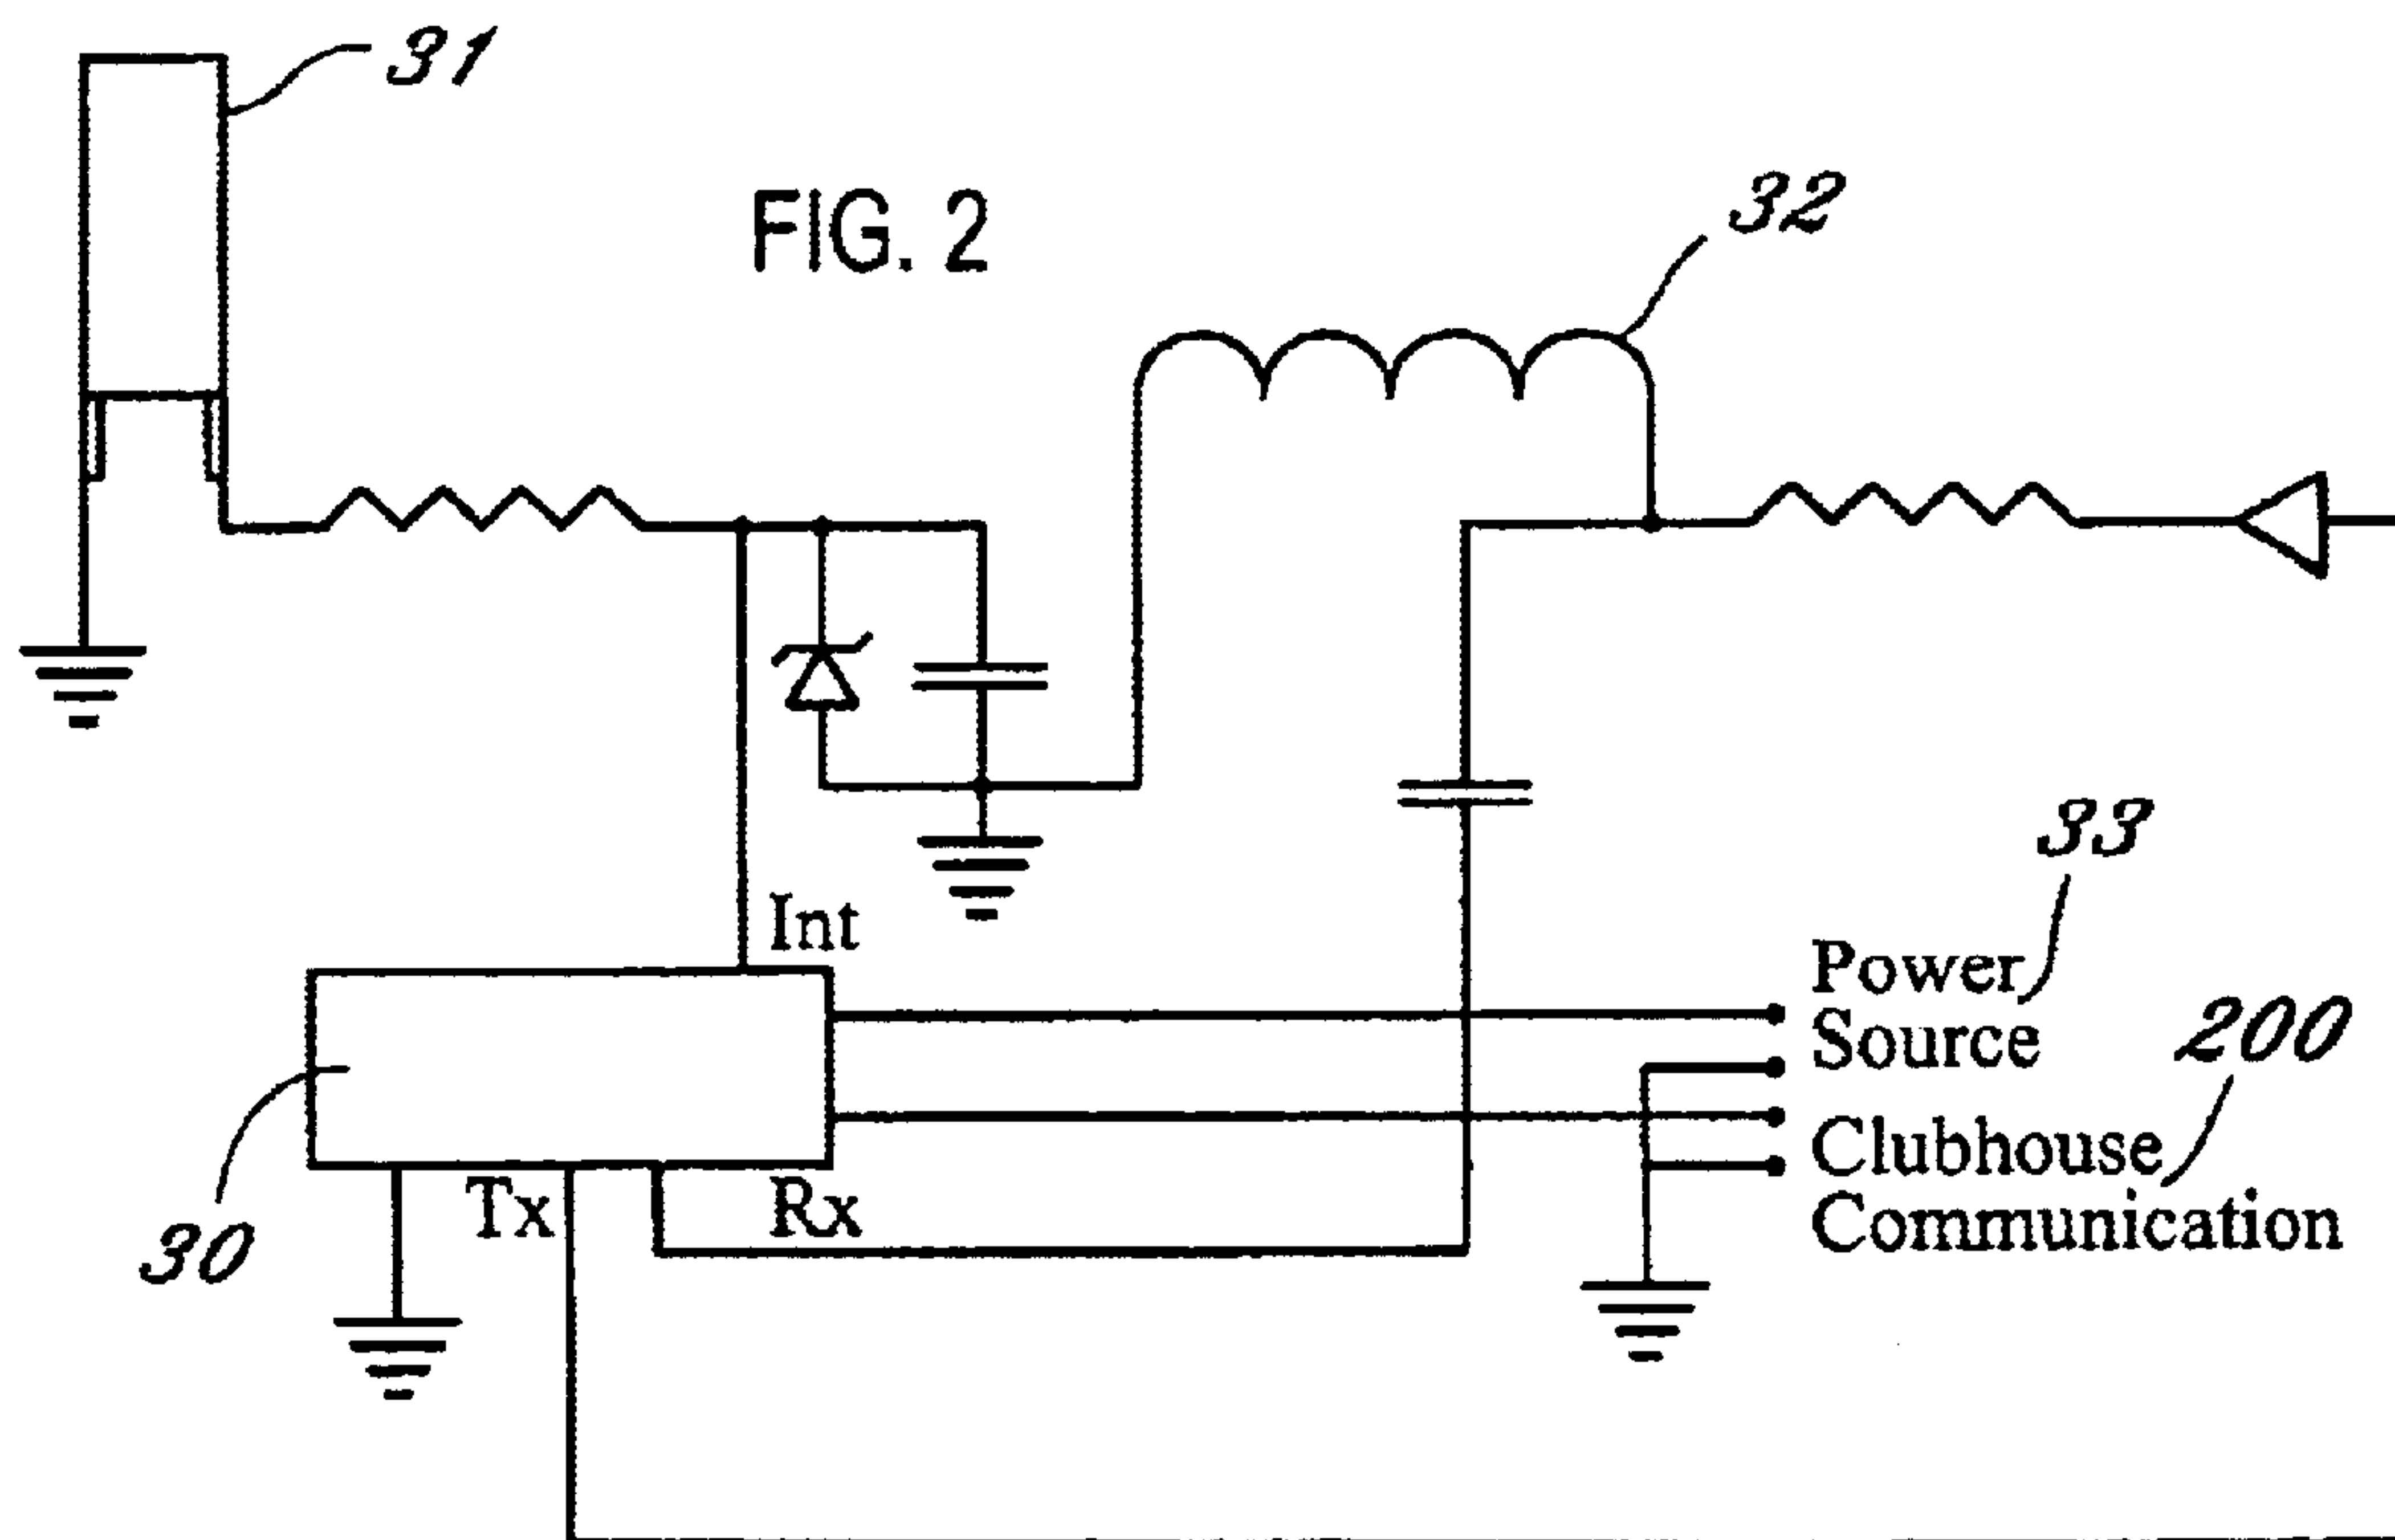 31
FIG. 2
32
33
Int
Power
Source
200
Clubhouse
Communication
Tx
Rx
30